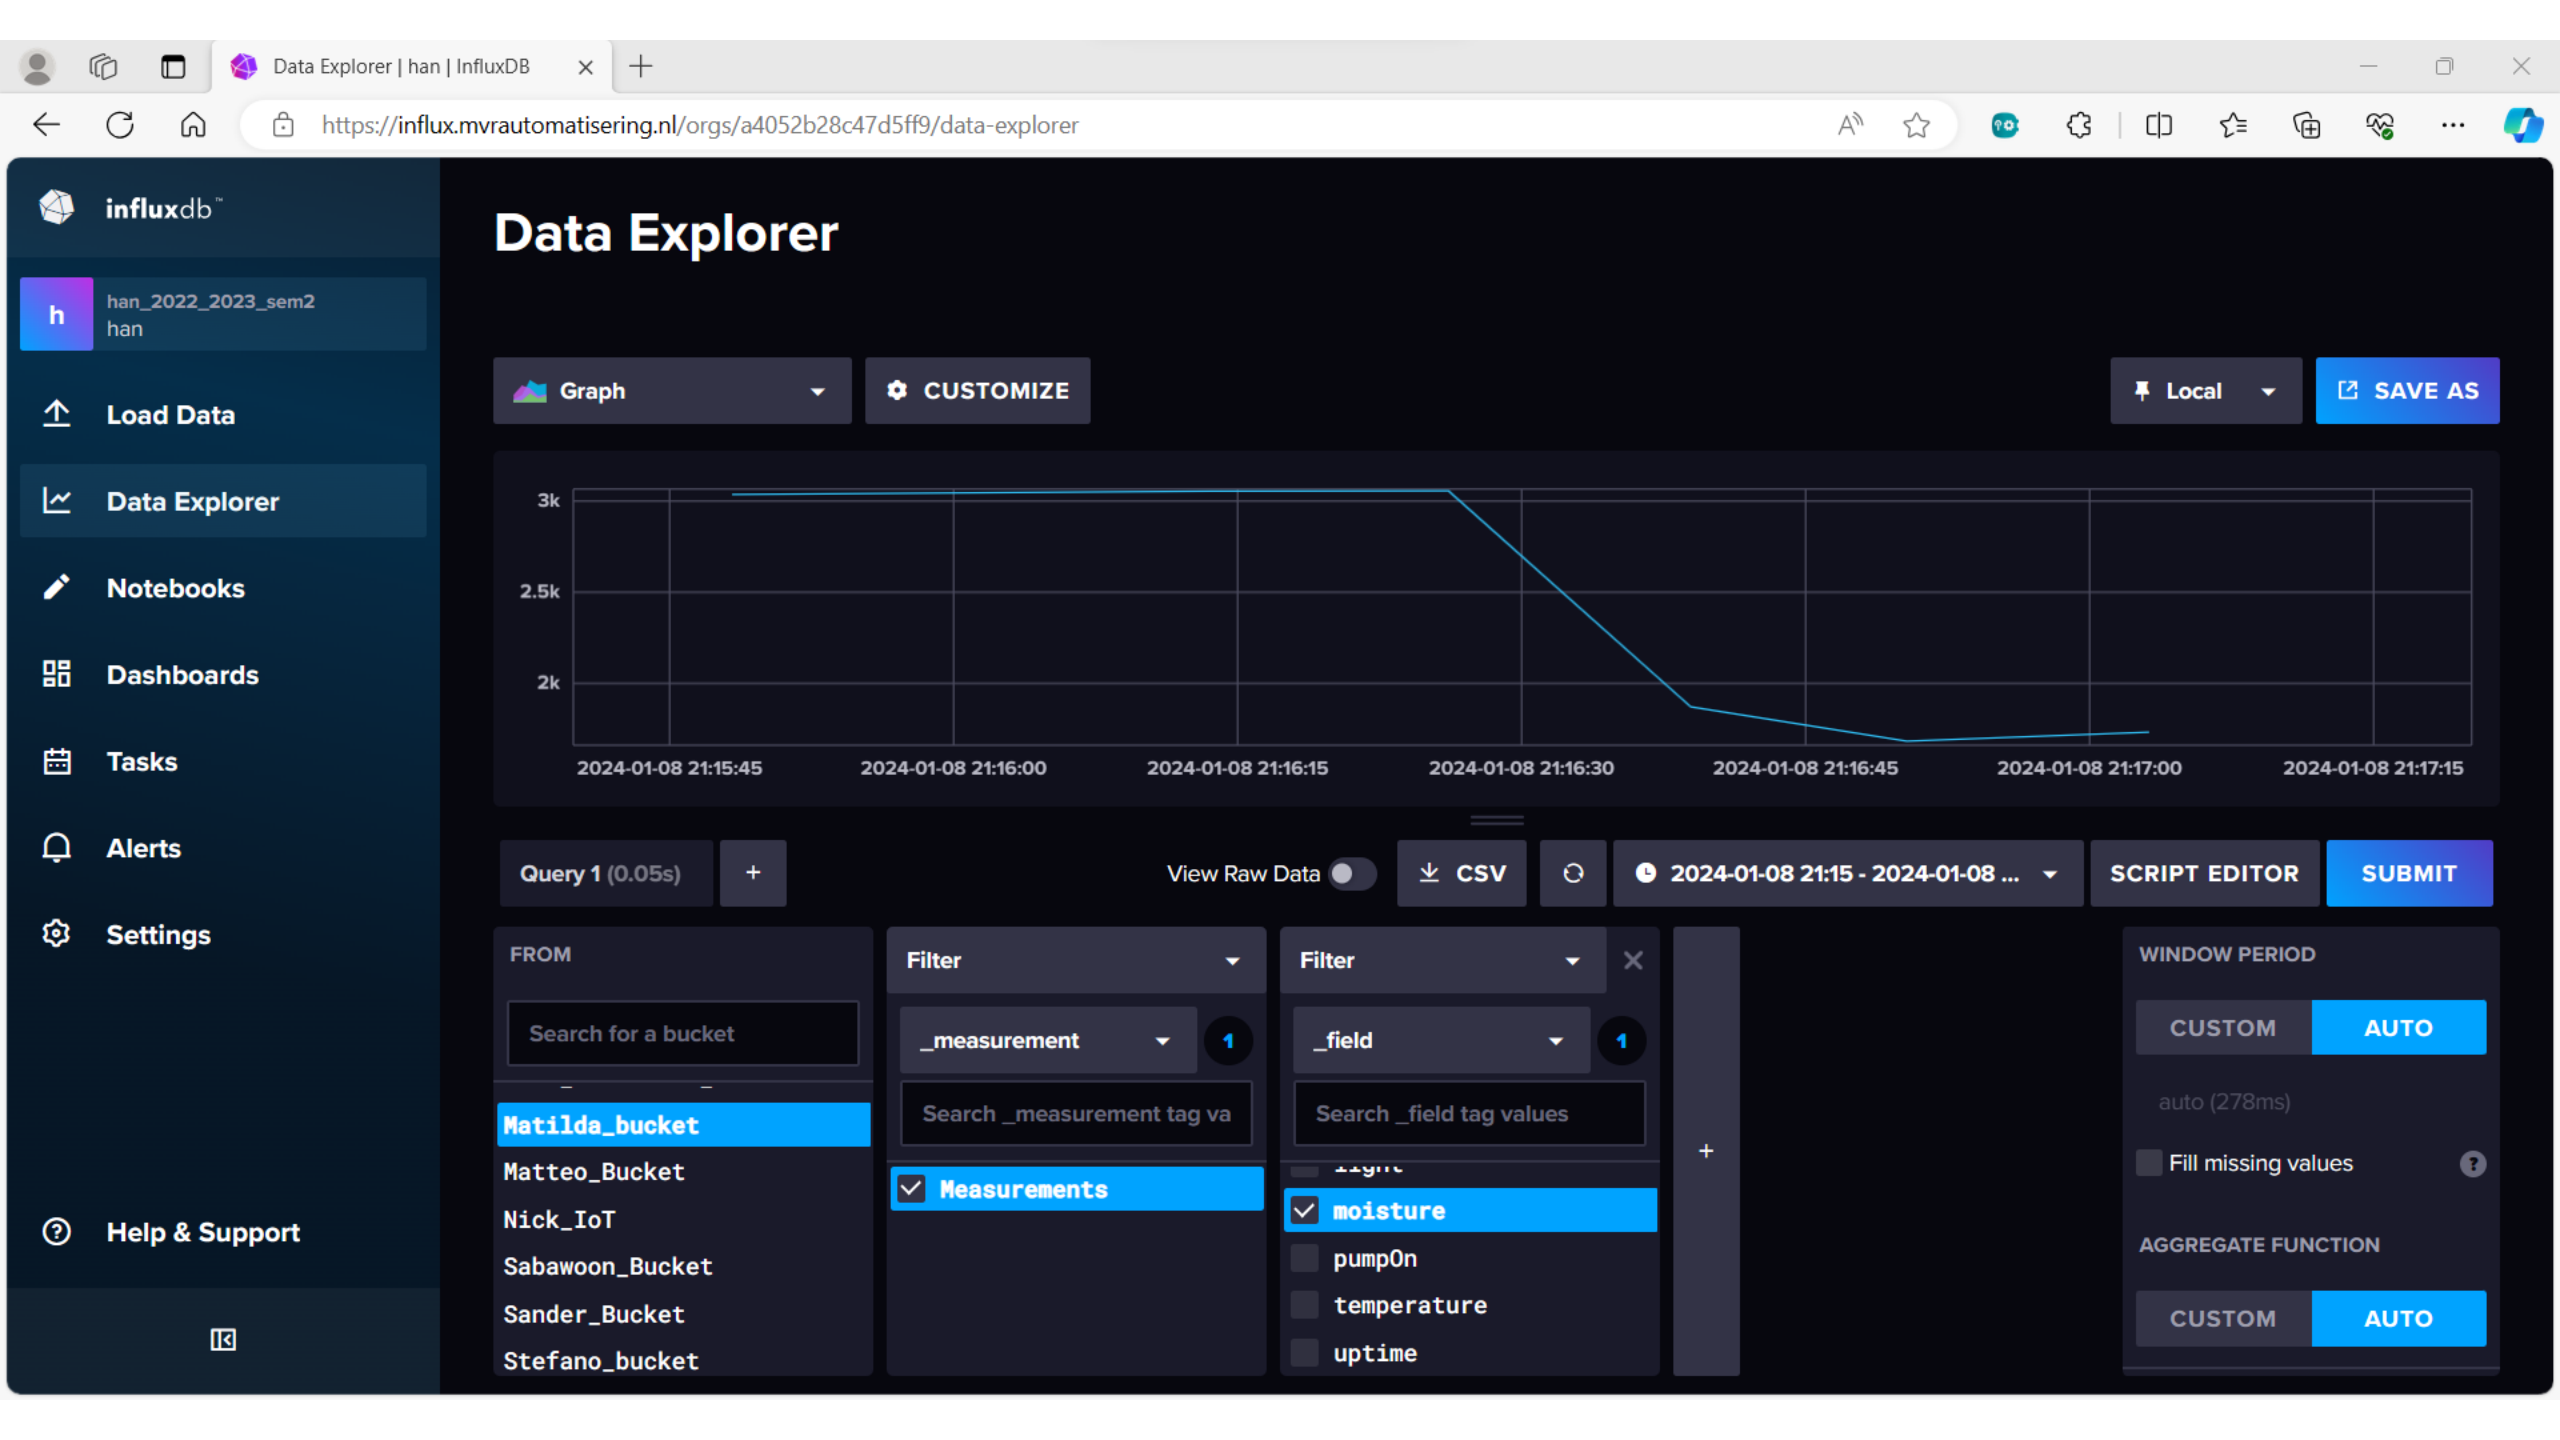 Data Explorer | han | InfluxDB
https://influx.mvrautomatisering.nl/orgs/a4052b28c47d5ff9/data-explorer
influxdb™
h
han_2022_2023_sem2
han
Load Data
Data Explorer
Notebooks
Dashboards
Tasks
Alerts
Settings
Help & Support
Data Explorer
Graph
CUSTOMIZE
Local
SAVE AS
3k
2.5k
2k
2024-01-08 21:15:45
2024-01-08 21:16:00
2024-01-08 21:16:15
2024-01-08 21:16:30
2024-01-08 21:16:45
2024-01-08 21:17:00
2024-01-08 21:17:15
Query 1 (0.05s)
+
View Raw Data
CSV
2024-01-08 21:15 - 2024-01-08 ...
SCRIPT EDITOR
SUBMIT
FROM
Search for a bucket
Matilda_bucket
Matteo_Bucket
Nick_IoT
Sabawoon_Bucket
Sander_Bucket
Stefano_bucket
Filter
_measurement
1
Search _measurement tag va
Measurements
Filter
_field
1
Search _field tag values
light
moisture
pumpOn
temperature
uptime
+
WINDOW PERIOD
CUSTOM
AUTO
auto (278ms)
Fill missing values
?
AGGREGATE FUNCTION
CUSTOM
AUTO